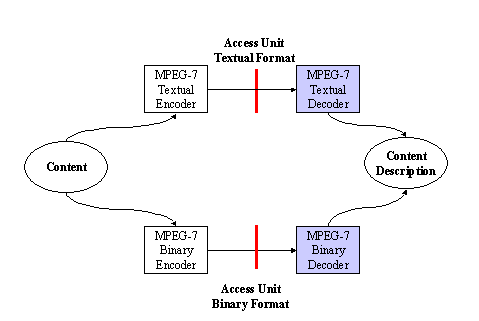 Access Unit
Textual Format
MPEG-7
Textual
Encoder
MPEG-7
Textual
Decoder
Content
Content
Description
MPEG-7
Binary
Encoder
MPEG-7
Binary
Decoder
Access Unit
Binary Format